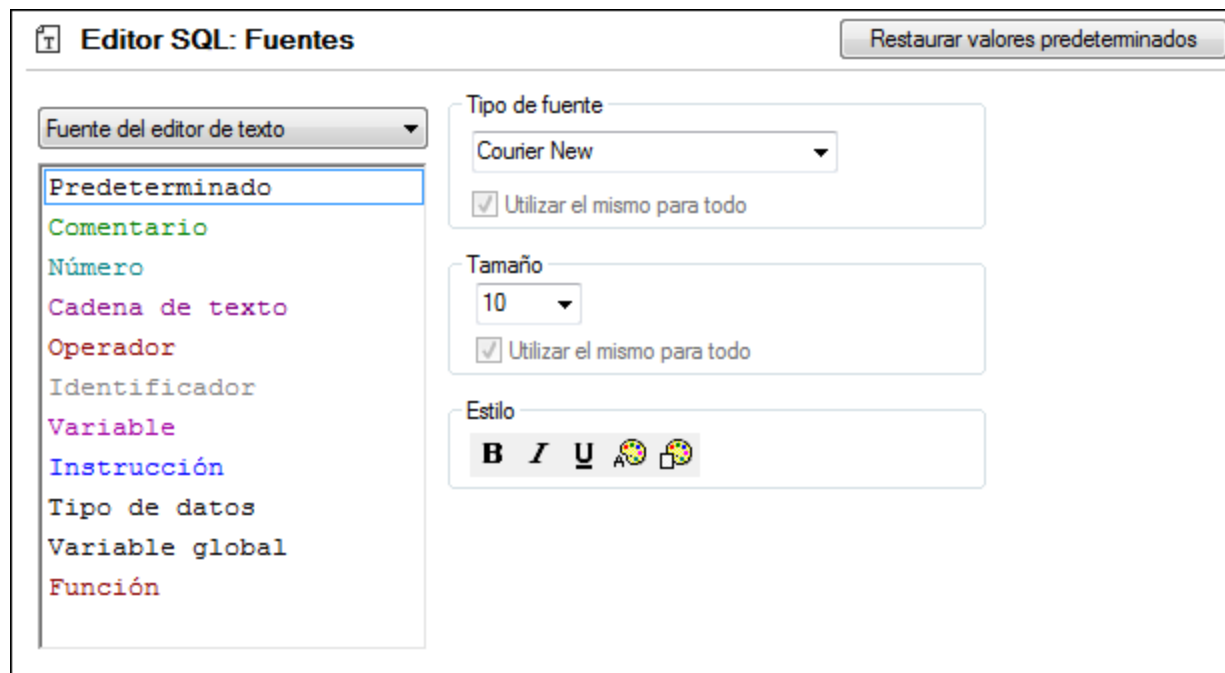 Editor SQL: Fuentes
Restaurar valores predeterminados
Fuente del editor de texto
Predeterminado
Comentario
Número
Cadena de texto
Operador
Identificador
Variable
Instrucción
Tipo de datos
Variable global
Función
Tipo de fuente
Courier New
Utilizar el mismo para todo
Tamaño
10
Utilizar el mismo para todo
Estilo
B I U